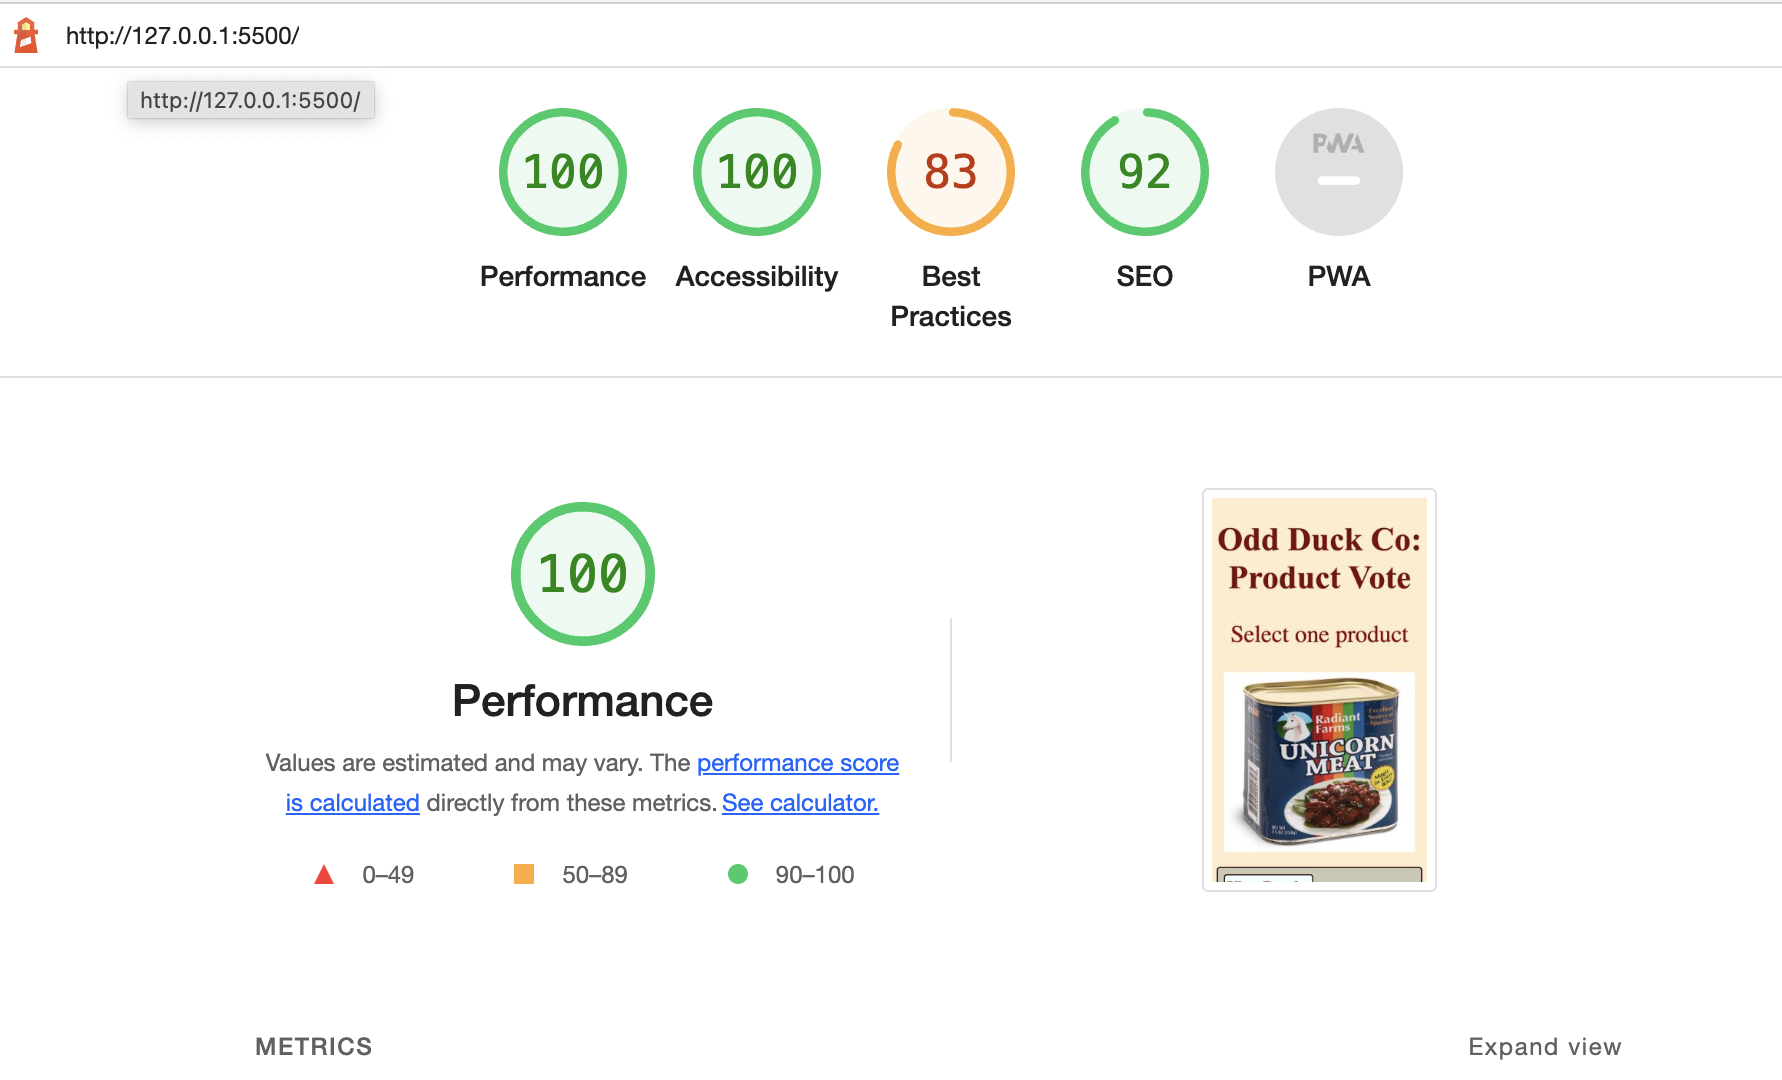 http://127.0.0.1:5500/
http://127.0.0.1:5500/
100
100
83
92
PWA
Performance
Accessibility
Best
Practices
SEO
PWA
100
Performance
Values are estimated and may vary. The performance score
is calculated directly from these metrics. See calculator.
0–49
50–89
90–100
Odd Duck Co:
Product Vote
Select one product
Radiant
Farms
UNICORN
MEAT
METRICS
Expand view